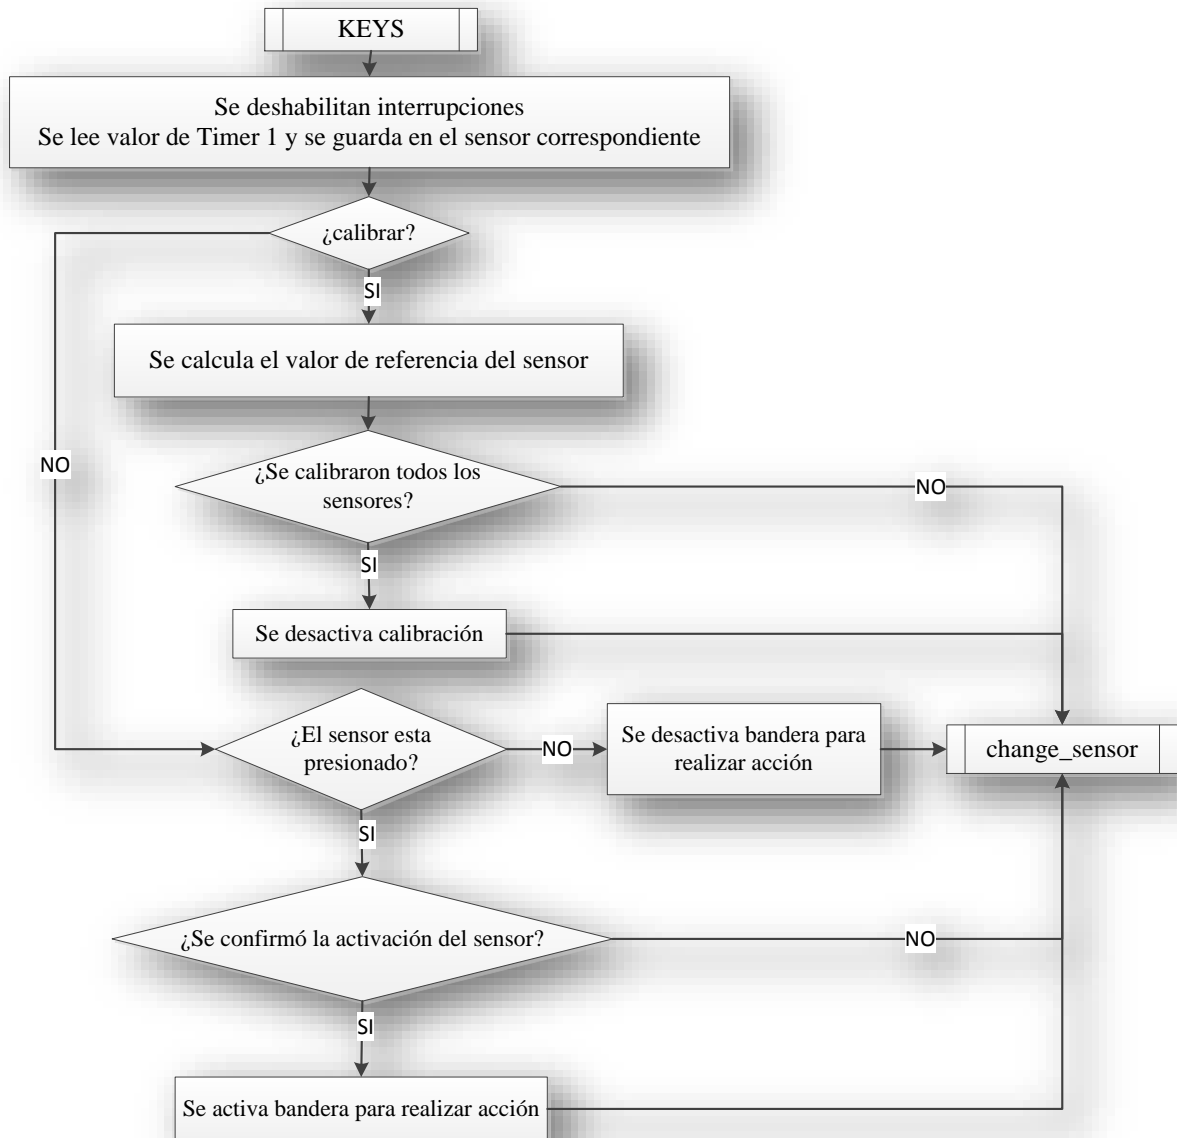 KEYS
Se deshabilitan interrupciones
Se lee valor de Timer 1 y se guarda en el sensor correspondiente
¿calibrar?
SI
Se calcula el valor de referencia del sensor
NO
¿Se calibraron todos los
sensores?
NO
SI
Se desactiva calibración
¿El sensor esta
presionado?
NO
Se desactiva bandera para
realizar acción
change_sensor
SI
¿Se confirmó la activación del sensor?
NO
SI
Se activa bandera para realizar acción